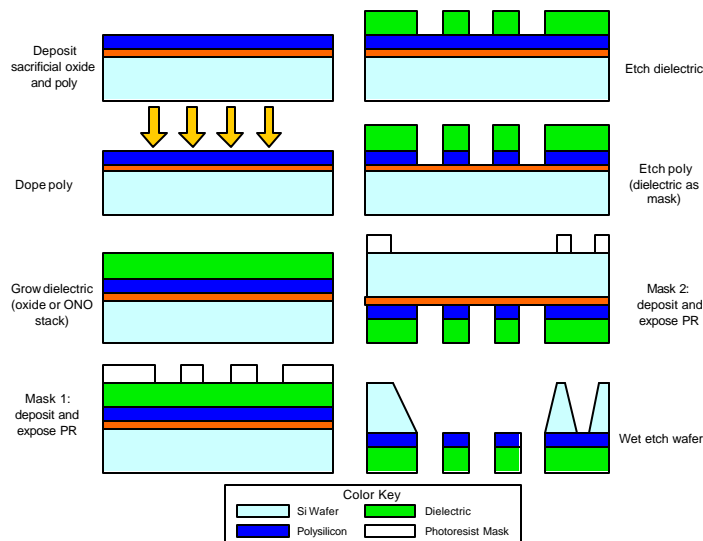 Deposit
sacrificial oxide
and poly
Dope poly
Grow dielectric
(oxide or ONO
stack)
Mask 1:
deposit and
expose PR
Etch dielectric
Etch poly
(dielectric as
mask)
Mask 2:
deposit and
expose PR
Wet etch wafer
Color Key
Si Wafer
Dielectric
Polysilicon
Photoresist Mask